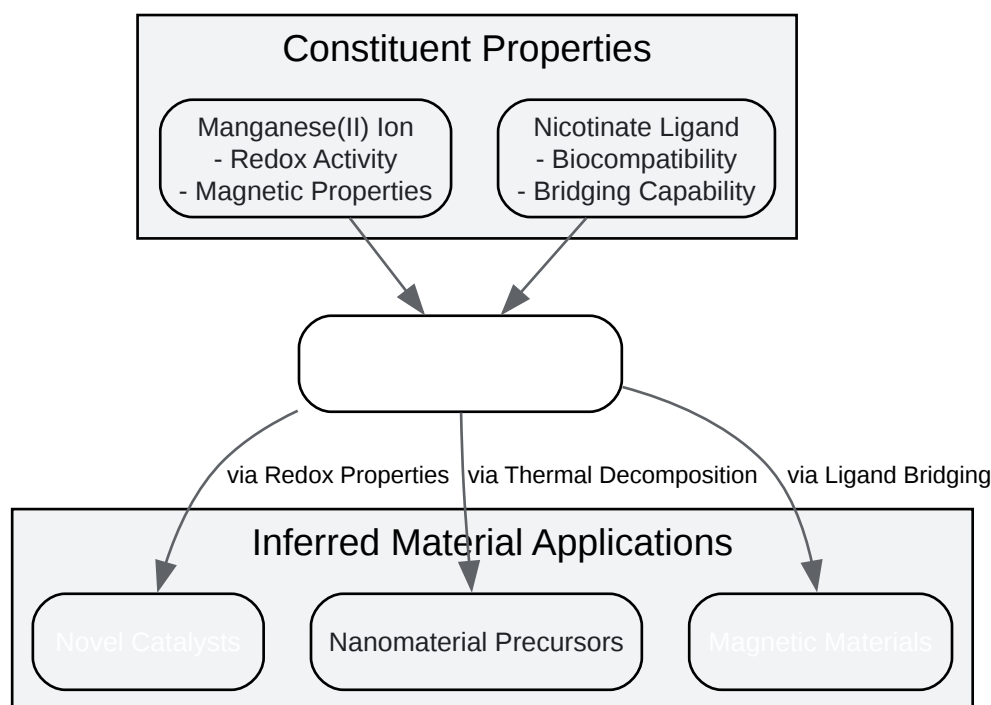 Constituent Properties
Manganese(II) Ion
- Redox Activity
- Magnetic Properties
Nicotinate Ligand
- Biocompatibility
- Bridging Capability
via Redox Properties
via Thermal Decomposition
via Ligand Bridging
Inferred Material Applications
Novel Catalysts
Nanomaterial Precursors
Magnetic Materials